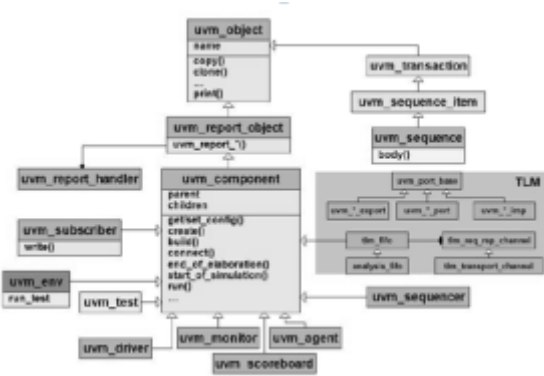 uvm_object
name
copy()
clone()
...
print()
uvm_transaction
uvm_sequence_item
uvm_sequence
body()
uvm_report_object
uvm_report_*()
uvm_report_handler
uvm_component
parent
children
get/set_config()
create()
build()
connect()
end_of_elaboration()
start_of_simulation()
run()
...
uvm_port_base
TLM
uvm_*_export
uvm_*_port
uvm_*_imp
tlm_fifo
tlm_req_rsp_channel
analysis_fifo
tlm_transport_channel
uvm_subscriber
write()
uvm_env
run_test
uvm_test
uvm_sequencer
uvm_driver
uvm_monitor
uvm_agent
uvm_scoreboard